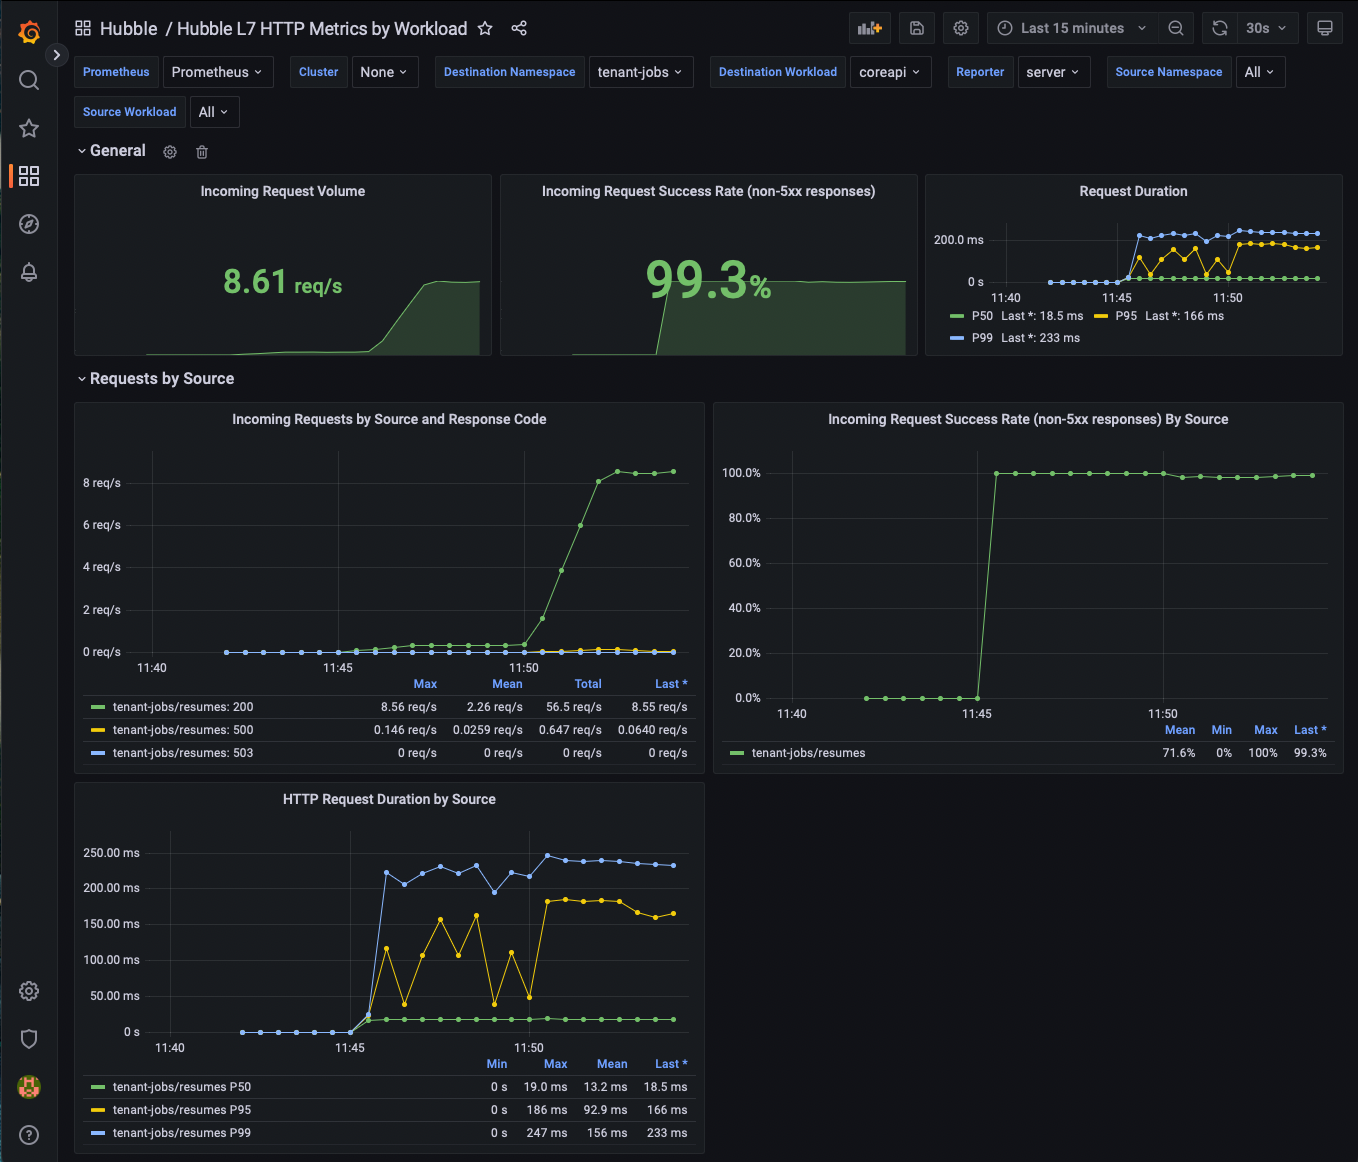 Hubble / Hubble L7 HTTP Metrics by Workload
Last 15 minutes
30s
Prometheus Prometheus Cluster None Destination Namespace tenant-jobs Destination Workload coreapi Reporter server Source Namespace All
Source Workload All
General
Incoming Request Volume
8.61 req/s
Incoming Request Success Rate (non-5xx responses)
99.3%
Request Duration
200.0 ms
0 s
11:40 11:45 11:50
P50 Last *: 18.5 ms P95 Last *: 166 ms
P99 Last *: 233 ms
Requests by Source
Incoming Requests by Source and Response Code
8 req/s
6 req/s
4 req/s
2 req/s
0 req/s
11:40 11:45 11:50
Max Mean Total Last *
tenant-jobs/resumes: 200 8.56 req/s 2.26 req/s 56.5 req/s 8.55 req/s
tenant-jobs/resumes: 500 0.146 req/s 0.0259 req/s 0.647 req/s 0.0640 req/s
tenant-jobs/resumes: 503 0 req/s 0 req/s 0 req/s 0 req/s
Incoming Request Success Rate (non-5xx responses) By Source
100.0%
80.0%
60.0%
40.0%
20.0%
0.0%
11:40 11:45 11:50
Mean Min Max Last *
tenant-jobs/resumes 71.6% 0% 100% 99.3%
HTTP Request Duration by Source
250.00 ms
200.00 ms
150.00 ms
100.00 ms
50.00 ms
0 s
11:40 11:45 11:50
Min Max Mean Last *
tenant-jobs/resumes P50 0 s 19.0 ms 13.2 ms 18.5 ms
tenant-jobs/resumes P95 0 s 186 ms 92.9 ms 166 ms
tenant-jobs/resumes P99 0 s 247 ms 156 ms 233 ms